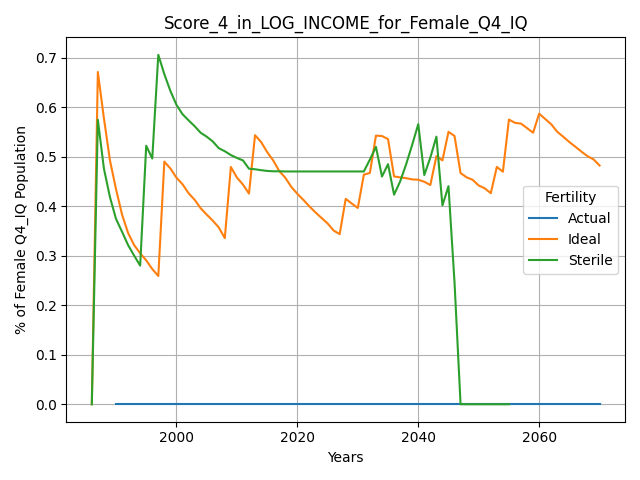 Score_4_in_LOG_INCOME_for_Female_Q4_IQ
% of Female Q4_IQ Population
0.7
0.6
0.5
0.4
0.3
0.2
0.1
0.0
Fertility
Actual
Ideal
Sterile
2000 2020 2040 2060
Years